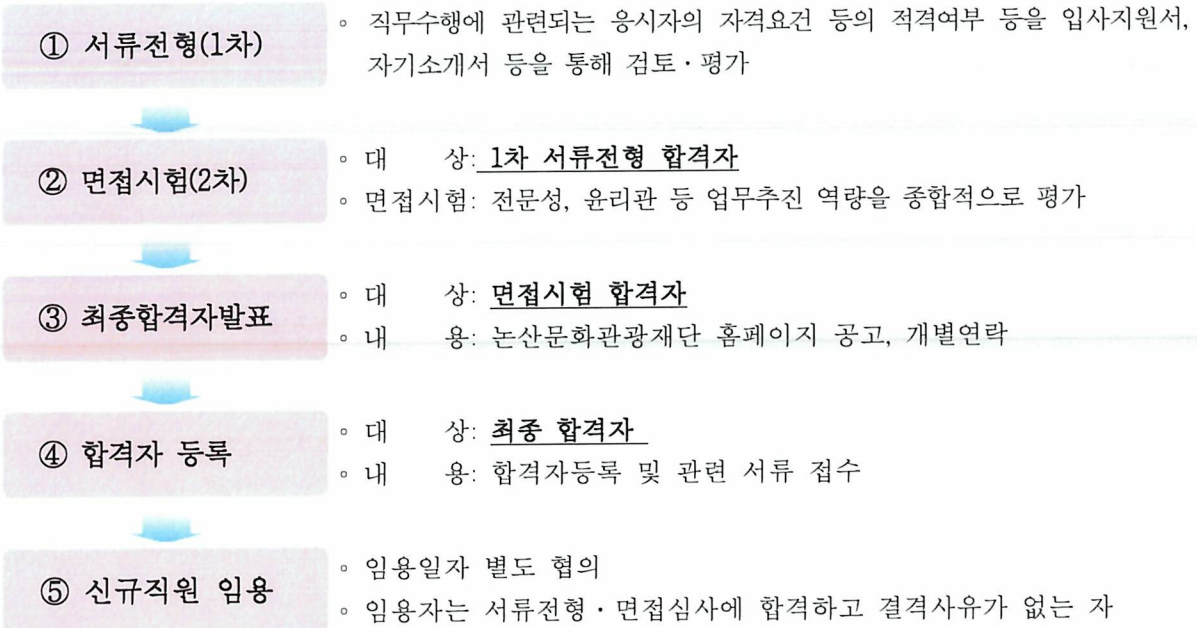 ① 서류전형(1차)
◦ 직무수행에 관련되는 응시자의 자격요건 등의 적격여부 등을 입사지원서,
자기소개서 등을 통해 검토・평가
② 면접시험(2차)
◦ 대 상: 1차 서류전형 합격자
◦ 면접시험: 전문성, 윤리관 등 업무추진 역량을 종합적으로 평가
③ 최종합격자발표
◦ 대 상: 면접시험 합격자
◦ 내 용: 논산문화관광재단 홈페이지 공고, 개별연락
④ 합격자 등록
◦ 대 상: 최종 합격자
◦ 내 용: 합격자등록 및 관련 서류 접수
⑤ 신규직원 임용
◦ 임용일자 별도 협의
◦ 임용자는 서류전형・면접심사에 합격하고 결격사유가 없는 자